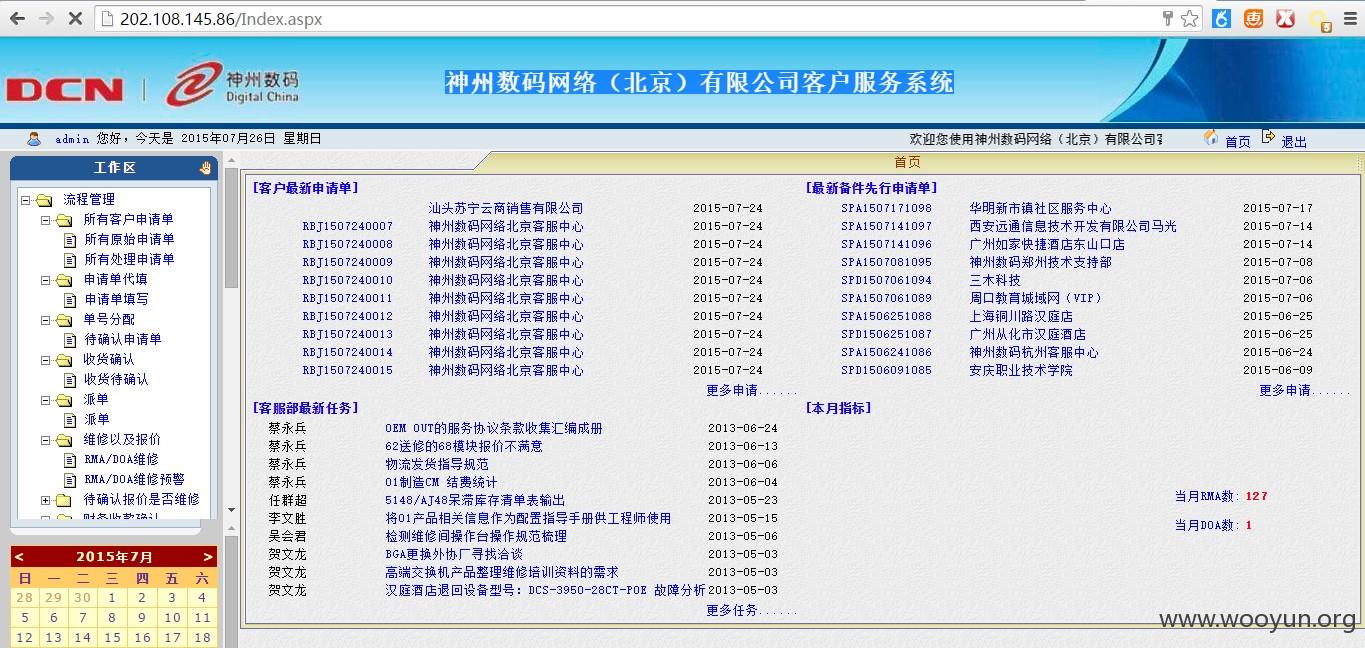 202.108.145.86/Index.aspx
DCN 神州数码 Digital China
神州数码网络（北京）有限公司客户服务系统
admin 您好，今天是 2015年07月26日 星期日 欢迎您使用神州数码网络（北京）有限公司 首页 退出
工作区
流程管理
所有客户申请单
所有原始申请单
所有处理申请单
申请单代填
申请单填写
单号分配
待确认申请单
收货确认
收货待确认
派单
派单
维修以及报价
RMA/DOA维修
RMA/DOA维修预警
待确认报价是否维修
财务收款确认
< 2015年7月 >
日 一 二 三 四 五 六
28 29 30 1 2 3 4
5 6 7 8 9 10 11
12 13 14 15 16 17 18
首页
[客户最新申请单]
汕头苏宁云商销售有限公司 2015-07-24
RBJ1507240007 神州数码网络北京客服中心 2015-07-24
RBJ1507240008 神州数码网络北京客服中心 2015-07-24
RBJ1507240009 神州数码网络北京客服中心 2015-07-24
RBJ1507240010 神州数码网络北京客服中心 2015-07-24
RBJ1507240011 神州数码网络北京客服中心 2015-07-24
RBJ1507240012 神州数码网络北京客服中心 2015-07-24
RBJ1507240013 神州数码网络北京客服中心 2015-07-24
RBJ1507240014 神州数码网络北京客服中心 2015-07-24
RBJ1507240015 神州数码网络北京客服中心 2015-07-24
更多申请......
[最新备件先行申请单]
SPA1507171098 华明新市镇社区服务中心 2015-07-17
SPA1507141097 西安远通信息技术开发有限公司马光 2015-07-14
SPA1507141096 广州如家快捷酒店东山口店 2015-07-14
SPA1507081095 神州数码郑州技术支持部 2015-07-08
SPD1507061094 三木科技 2015-07-06
SPA1507061089 周口教育城域网（VIP） 2015-07-06
SPA1506251088 上海铜川路汉庭店 2015-06-25
SPD1506251087 广州从化市汉庭酒店 2015-06-25
SPA1506241086 神州数码杭州客服中心 2015-06-24
SPD1506091085 安庆职业技术学院 2015-06-09
更多申请......
[客服部最新任务]
蔡永兵 OEM OUT的服务协议条款收集汇编成册 2013-06-24
蔡永兵 62送修的68模块报价不满意 2013-06-13
蔡永兵 物流发货指导规范 2013-06-06
蔡永兵 01制造CM 结费统计 2013-06-04
任群超 5148/AJ48呆滞库存清单表输出 2013-05-23
李文胜 将01产品相关信息作为配置指导手册供工程师使用 2013-05-15
吴会君 检测维修间操作台操作规范梳理 2013-05-06
贺文龙 BGA更换外协厂寻找洽谈 2013-05-03
贺文龙 高端交换机产品整理维修培训资料的需求 2013-05-03
贺文龙 汉庭酒店退回设备型号：DCS-3950-28CT-POE 故障分析 2013-05-03
更多任务......
[本月指标]
当月RMA数：127
当月DOA数：1
www.wooyun.org